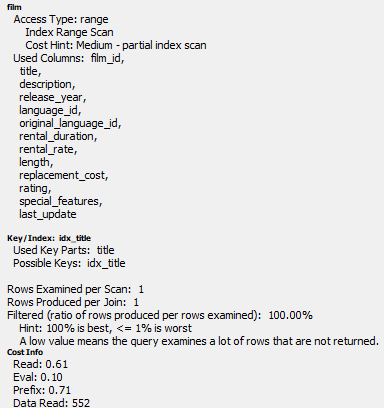 film
Access Type: range
Index Range Scan
Cost Hint: Medium - partial index scan
Used Columns: film_id,
title,
description,
release_year,
language_id,
original_language_id,
rental_duration,
rental_rate,
length,
replacement_cost,
rating,
special_features,
last_update
Key/Index: idx_title
Used Key Parts: title
Possible Keys: idx_title
Rows Examined per Scan: 1
Rows Produced per Join: 1
Filtered (ratio of rows produced per rows examined): 100.00%
Hint: 100% is best, <= 1% is worst
A low value means the query examines a lot of rows that are not returned.
Cost Info
Read: 0.61
Eval: 0.10
Prefix: 0.71
Data Read: 552